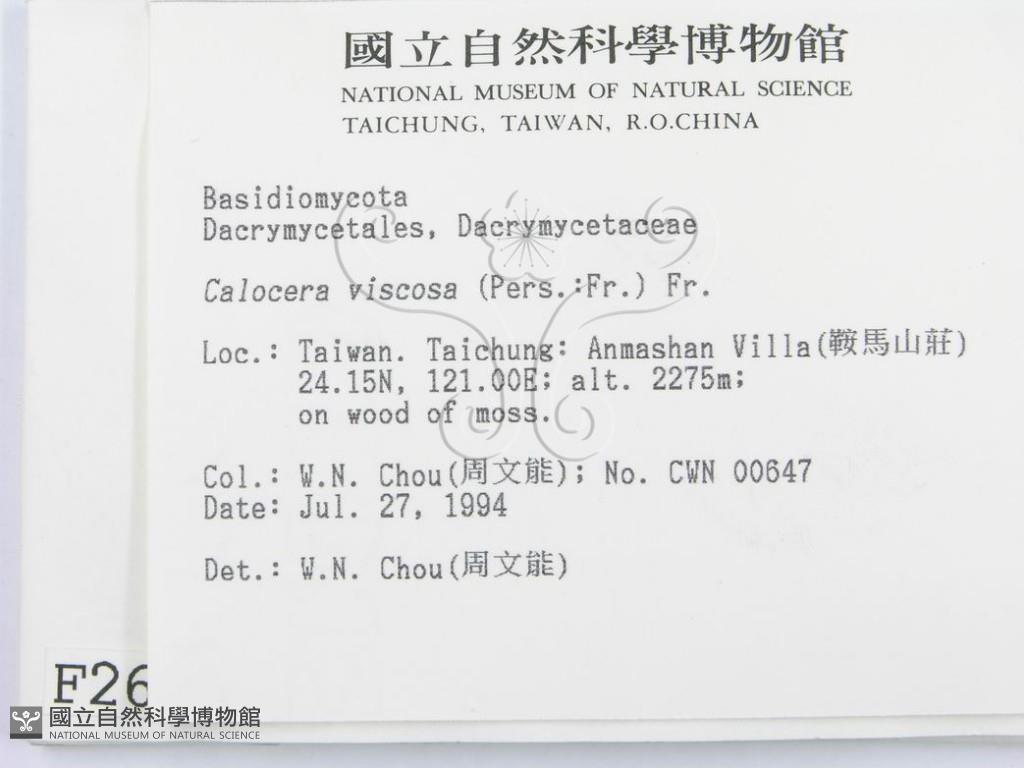 國立自然科學博物館
NATIONAL MUSEUM OF NATURAL SCIENCE
TAICHUNG, TAIWAN, R.O.CHINA
Basidiomycota
Dacrymycetales, Dacrymycetaceae
Calocera viscosa (Pers.:Fr.) Fr.
Loc.: Taiwan. Taichung: Anmashan Villa(鞍馬山莊)
24.15N, 121.00E; alt. 2275m;
on wood of moss.
Col.: W.N. Chou(周文能); No. CWN 00647
Date: Jul. 27, 1994
Det.: W.N. Chou(周文能)
F26
國立自然科學博物館
NATIONAL MUSEUM OF NATURAL SCIENCE